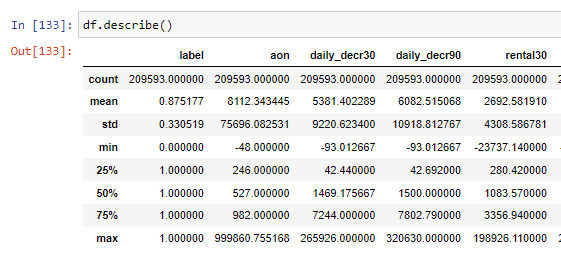 In [133]: df.describe()
Out[133]:
label aon daily_decr30 daily_decr90 rental30
count 209593.000000 209593.000000 209593.000000 209593.000000 209593.000000
mean 0.875177 8112.343445 5381.402289 6082.515068 2692.581910
std 0.330519 75696.082531 9220.623400 10918.812767 4308.586781
min 0.000000 -48.000000 -93.012667 -93.012667 -23737.140000
25% 1.000000 246.000000 42.440000 42.692000 280.420000
50% 1.000000 527.000000 1469.175667 1500.000000 1083.570000
75% 1.000000 982.000000 7244.000000 7802.790000 3356.940000
max 1.000000 999860.755168 265926.000000 320630.000000 198926.110000